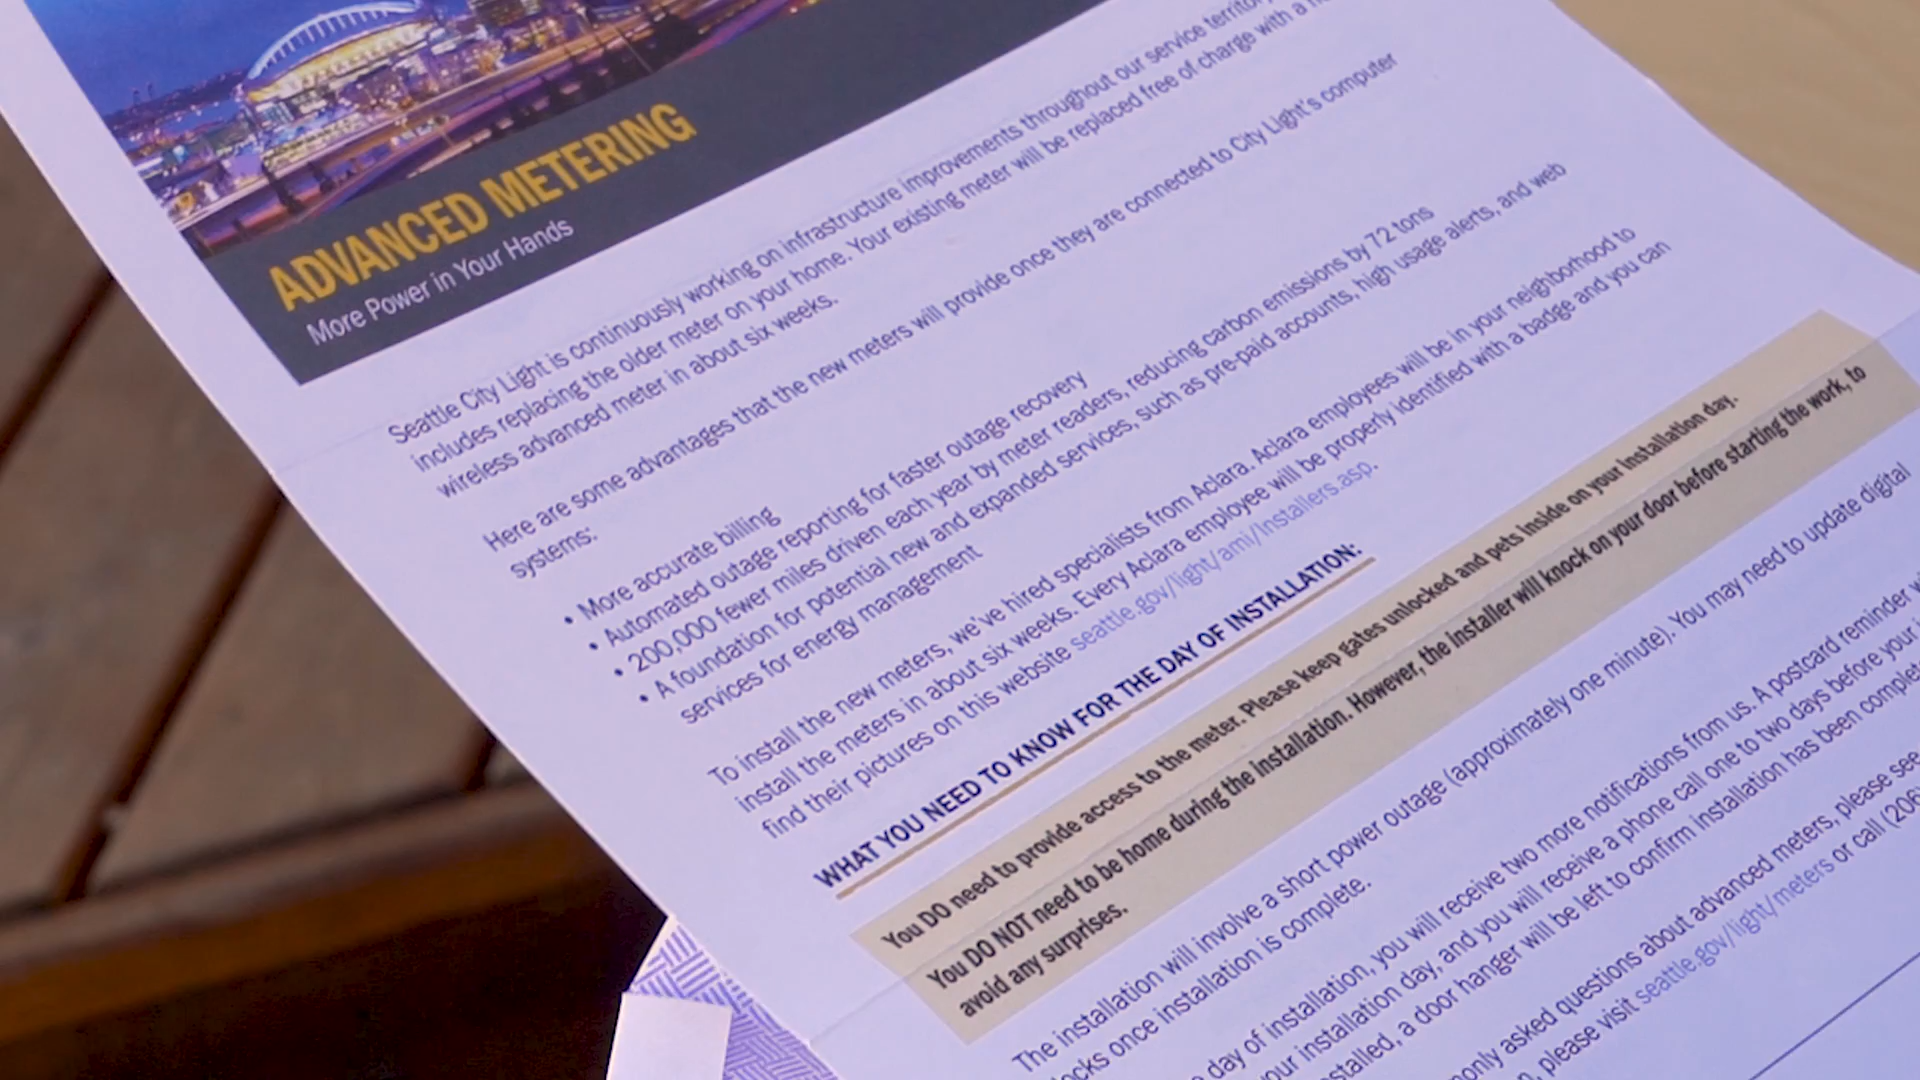 ADVANCED METERING
More Power in Your Hands
Seattle City Light is continuously working on infrastructure improvements throughout our service territory
includes replacing the older meter on your home. Your existing meter will be replaced free of charge with a
wireless advanced meter in about six weeks.
Here are some advantages that the new meters will provide once they are connected to City Light's computer
systems:
• More accurate billing
• Automated outage reporting for faster outage recovery
• 200,000 fewer miles driven each year by meter readers, reducing carbon emissions by 72 tons
• A foundation for potential new and expanded services, such as pre-paid accounts, high usage alerts, and web
services for energy management
To install the new meters, we've hired specialists from Aclara. Aclara employees will be in your neighborhood to
install the meters in about six weeks. Every Aclara employee will be properly identified with a badge and you can
find their pictures on this website seattle.gov/light/ami/installers.asp.
WHAT YOU NEED TO KNOW FOR THE DAY OF INSTALLATION:
You DO need to provide access to the meter. Please keep gates unlocked and pets inside on your installation day.
You DO NOT need to be home during the installation. However, the installer will knock on your door before starting the work, to
avoid any surprises.
The installation will involve a short power outage (approximately one minute). You may need to update digital
locks once installation is complete.
day of installation, you will receive two more notifications from us. A postcard reminder
your installation day, and you will receive a phone call one to two days before your
stalled, a door hanger will be left to confirm installation has been complet
only asked questions about advanced meters, please see
please visit seattle.gov/light/meters or call (206